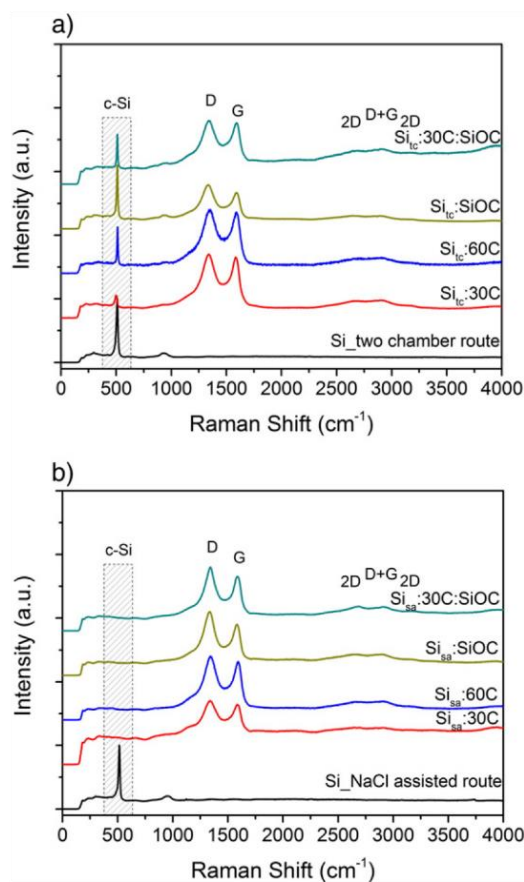 a)
c-Si
D
G
2D D+G 2D
Si_tc:30C:SiOC
Si_tc:SiOC
Si_tc:60C
Si_tc:30C
Si_two chamber route
Intensity (a.u.)
0 500 1000 1500 2000 2500 3000 3500 4000
Raman Shift (cm⁻¹)
b)
c-Si
D
G
2D D+G 2D
Si_sa:30C:SiOC
Si_sa:SiOC
Si_sa:60C
Si_sa:30C
Si_NaCl assisted route
Intensity (a.u.)
0 500 1000 1500 2000 2500 3000 3500 4000
Raman Shift (cm⁻¹)